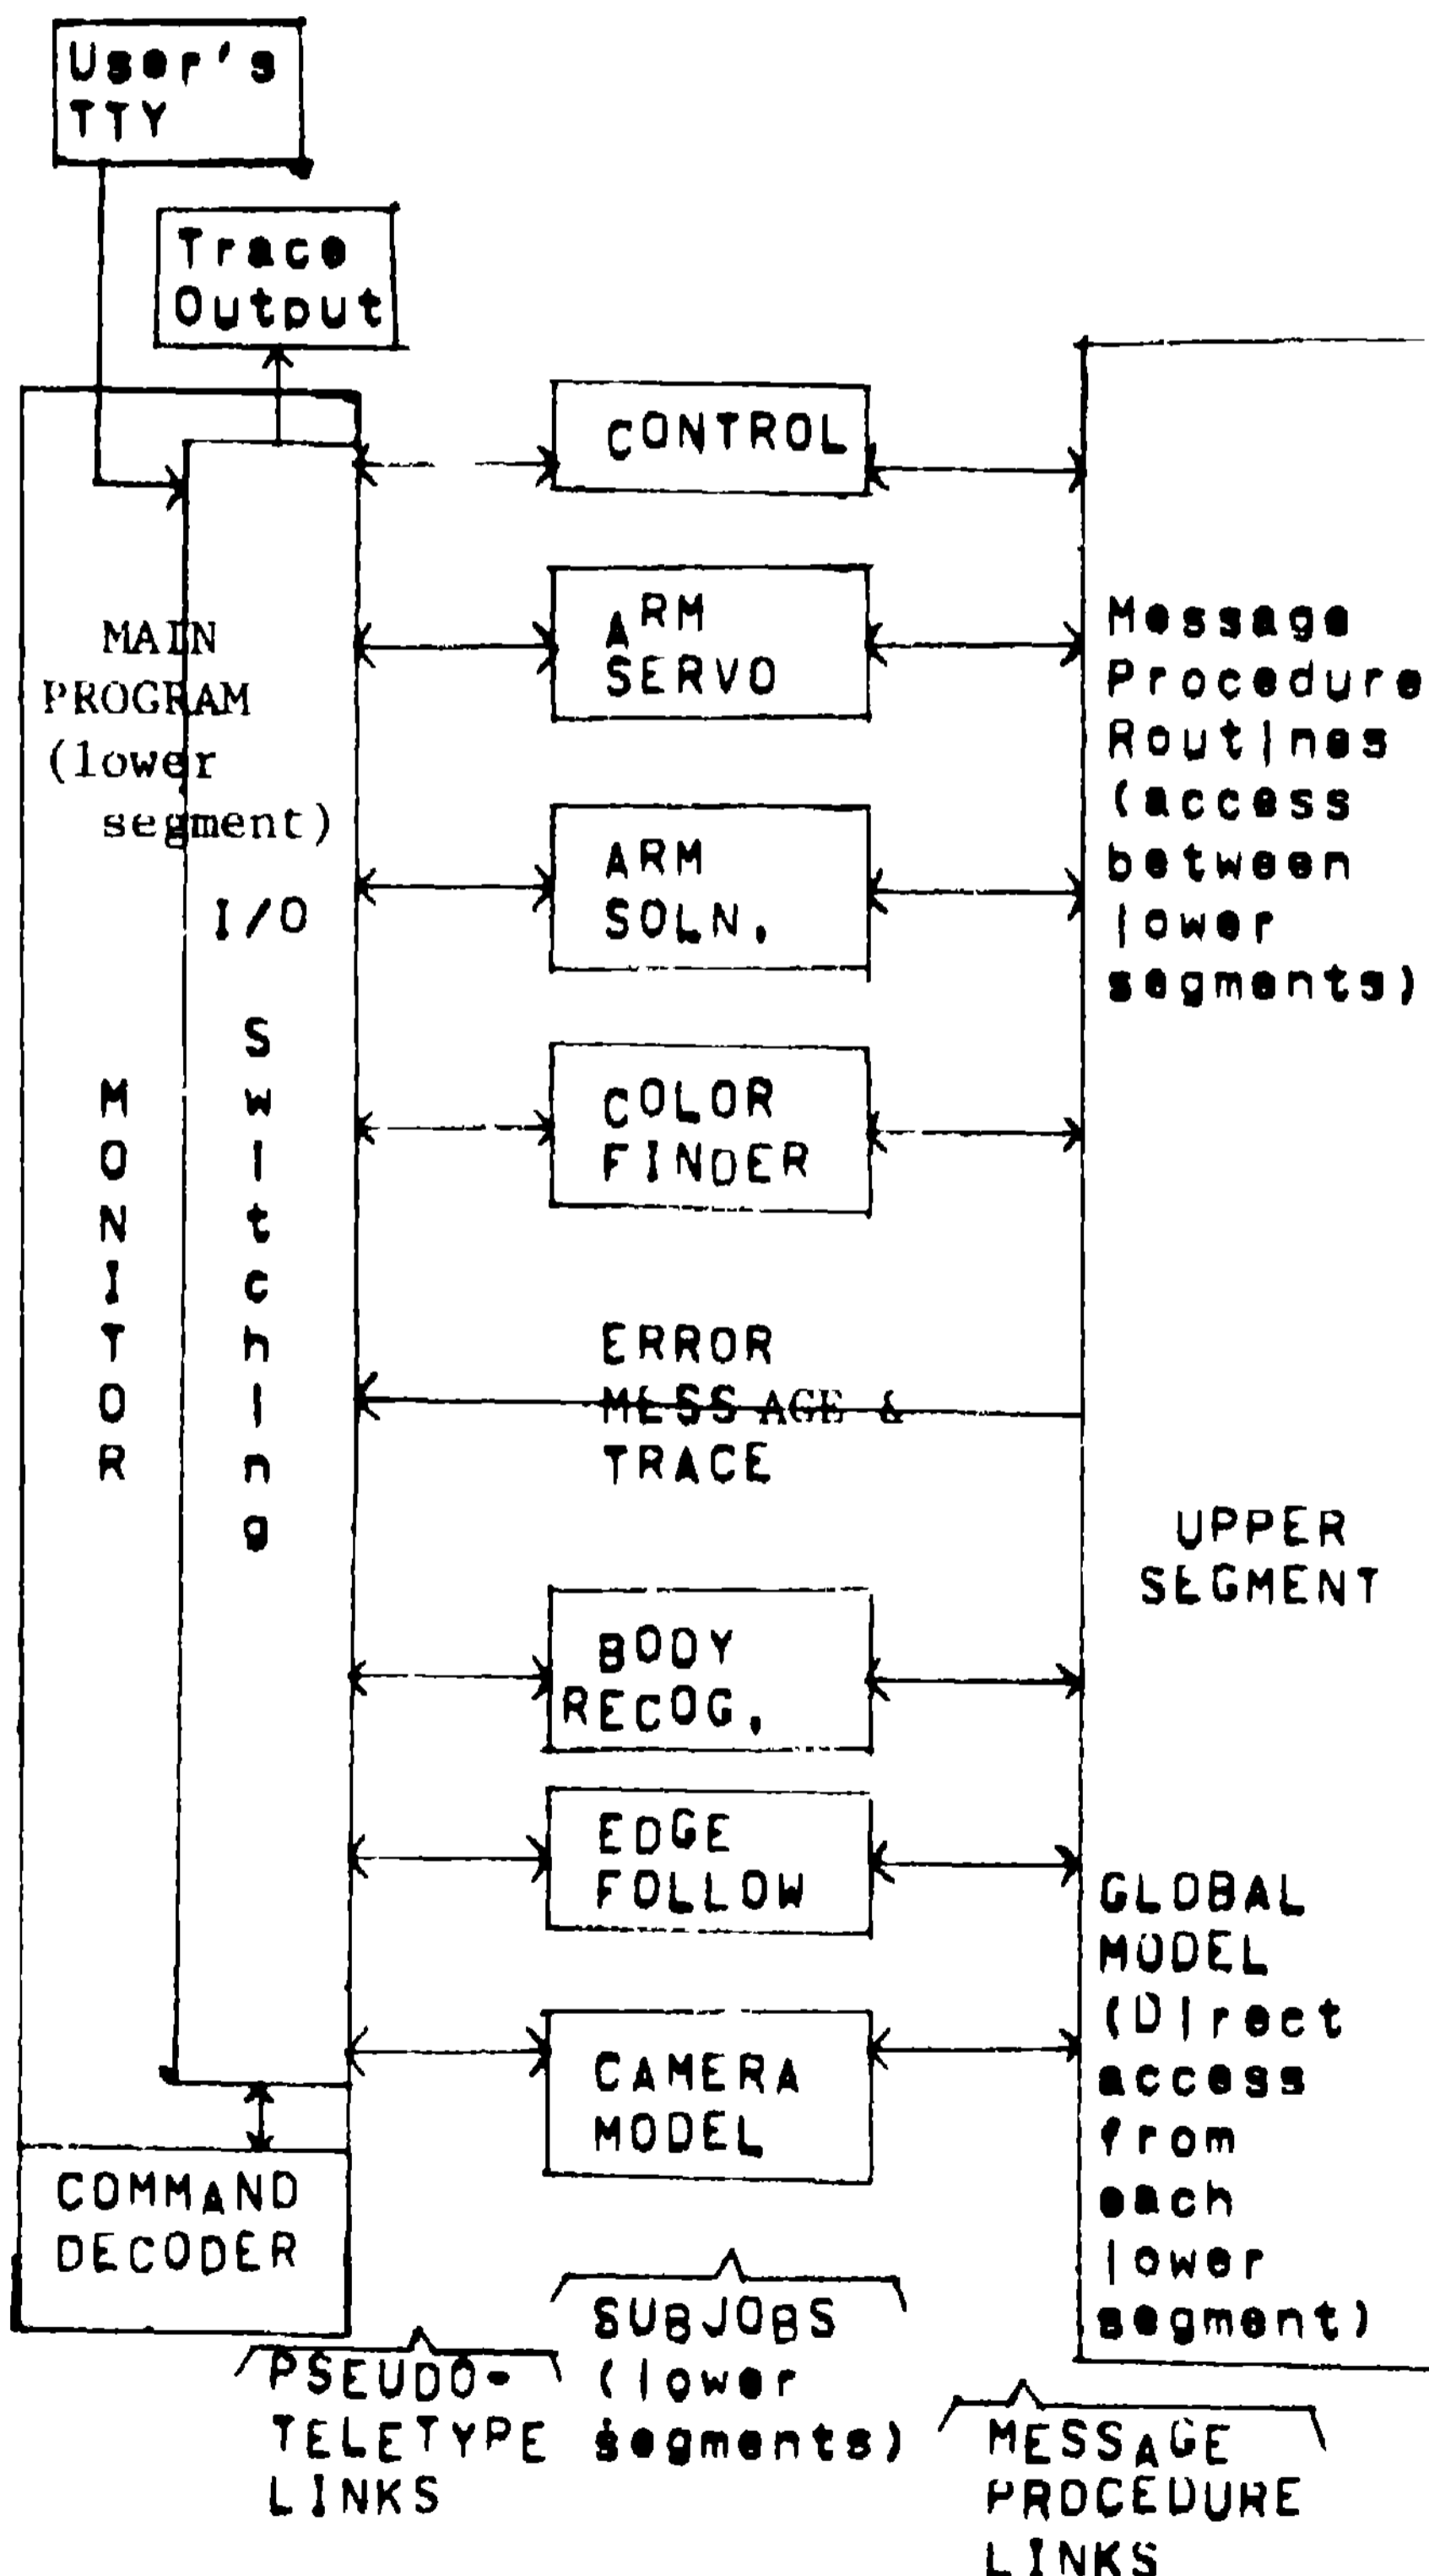 User's
TTY
Trace
Output
MAIN
PROGRAM
(lower
segment)
I/O
Switching
MONITOR
COMMAND
DECODER
CONTROL
ARM
SERVO
ARM
SOLN.
COLOR
FINDER
ERROR
MESSAGE &
TRACE
BODY
RECOG.
EDGE
FOLLOW
CAMERA
MODEL
Message
Procedure
Routines
(access
between
lower
segments)
UPPER
SEGMENT
GLOBAL
MODEL
(Direct
access
from
each
lower
segment)
PSEUDO-
TELETYPE
LINKS
SUBJOBS
(lower
segments)
MESSAGE
PROCEDURE
LINKS